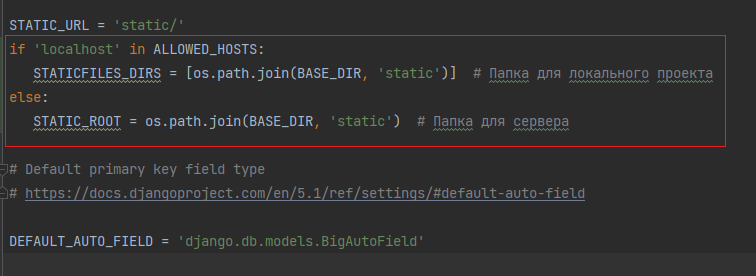 STATIC_URL = 'static/'
if 'localhost' in ALLOWED_HOSTS:
    STATICFILES_DIRS = [os.path.join(BASE_DIR, 'static')]  # Папка для локального проекта
else:
    STATIC_ROOT = os.path.join(BASE_DIR, 'static')  # Папка для сервера
# Default primary key field type
# https://docs.djangoproject.com/en/5.1/ref/settings/#default-auto-field
DEFAULT_AUTO_FIELD = 'django.db.models.BigAutoField'